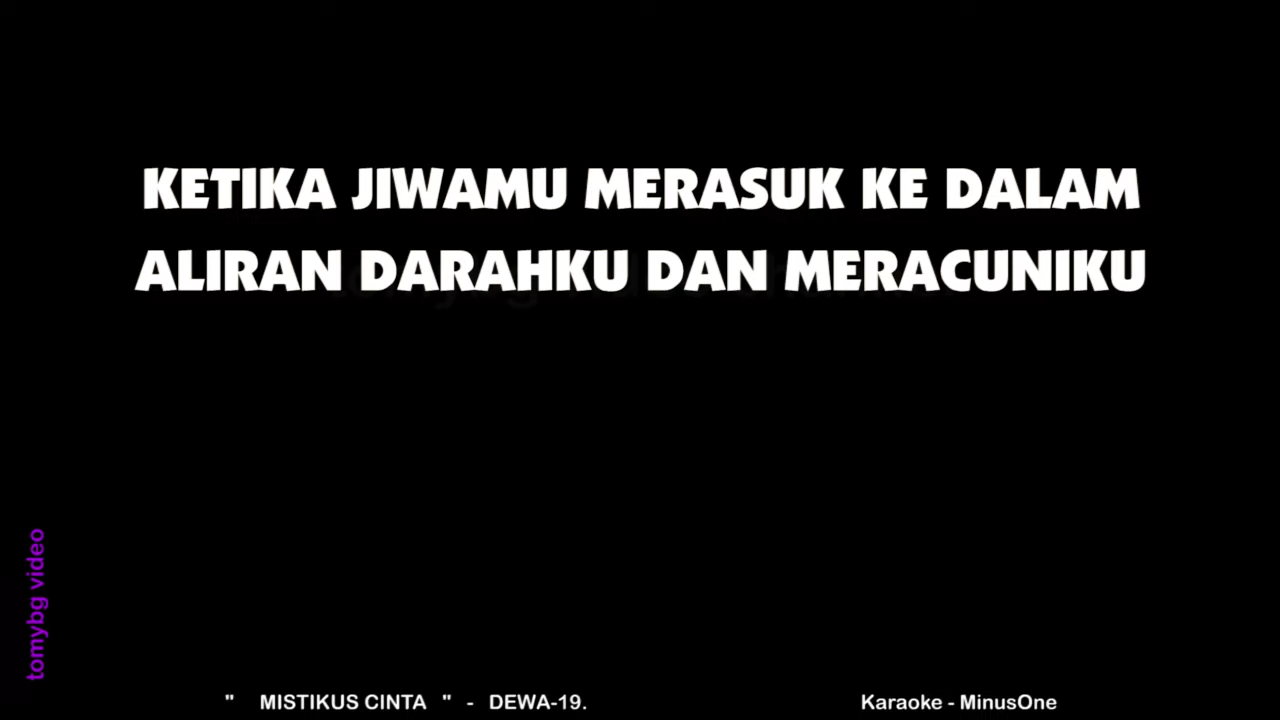 KETIKA JIWAMU MERASUK KE DALAM
ALIRAN DARAHKU DAN MERACUNIKU
tomybg video
" MISTIKUS CINTA " - DEWA-19. Karaoke - MinusOne